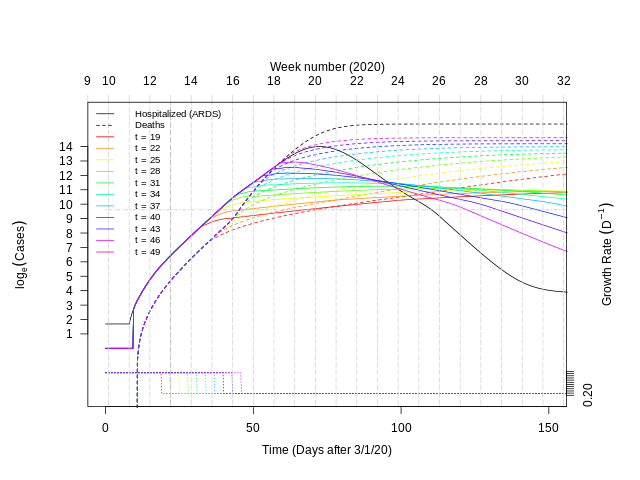 Week number (2020)
9 10 12 14 16 18 20 22 24 26 28 30 32
Hospitalized (ARDS)
Deaths
t = 19
t = 22
t = 25
t = 28
t = 31
t = 34
t = 37
t = 40
t = 43
t = 46
t = 49
14
13
12
11
10
9
8
7
6
5
4
3
2
1
logₑ(Cases)
Growth Rate (D⁻¹)
0.20
0 50 100 150
Time (Days after 3/1/20)